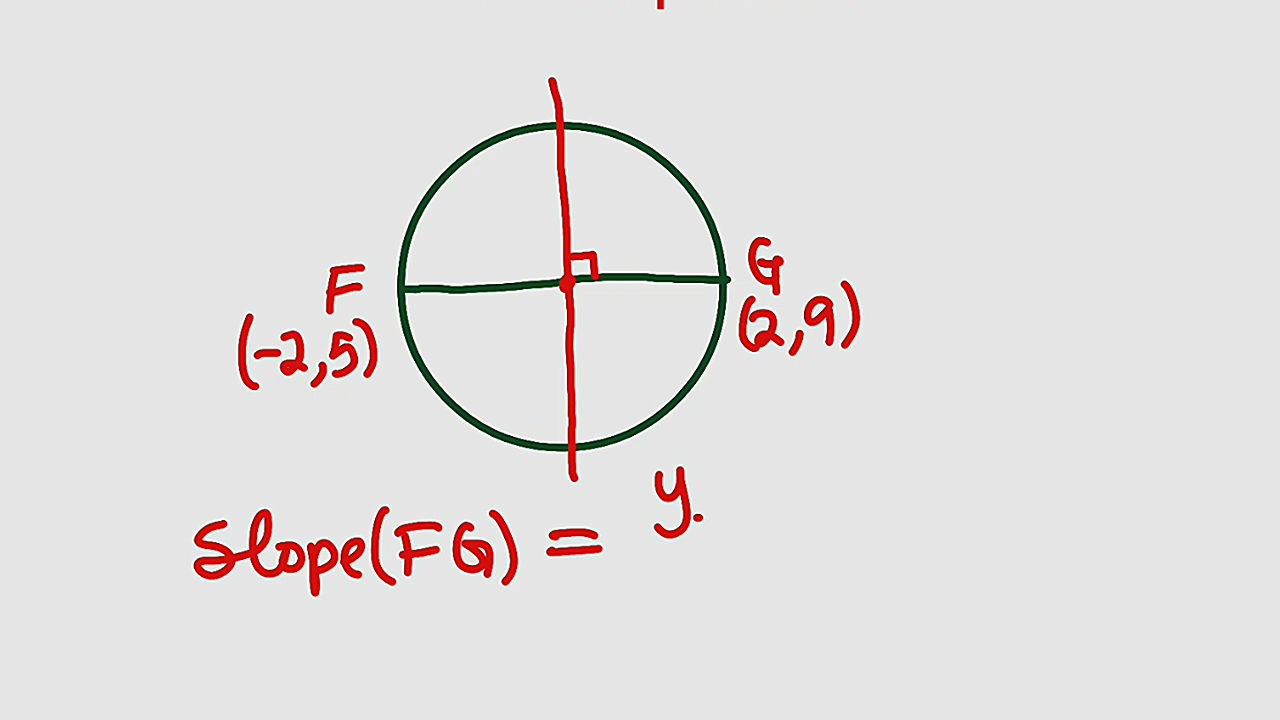 F
G
(-2,5)
(2,9)
y.
Slope(FG) =